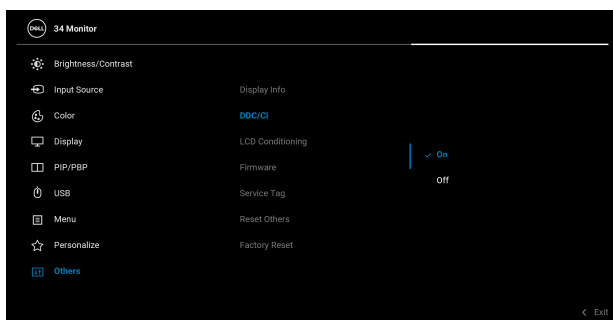 DELL 34 Monitor
Brightness/Contrast
Input Source
Color
Display
PIP/PBP
USB
Menu
Personalize
Others
Display Info
DDC/CI
LCD Conditioning
Firmware
Service Tag
Reset Others
Factory Reset
On
Off
Exit